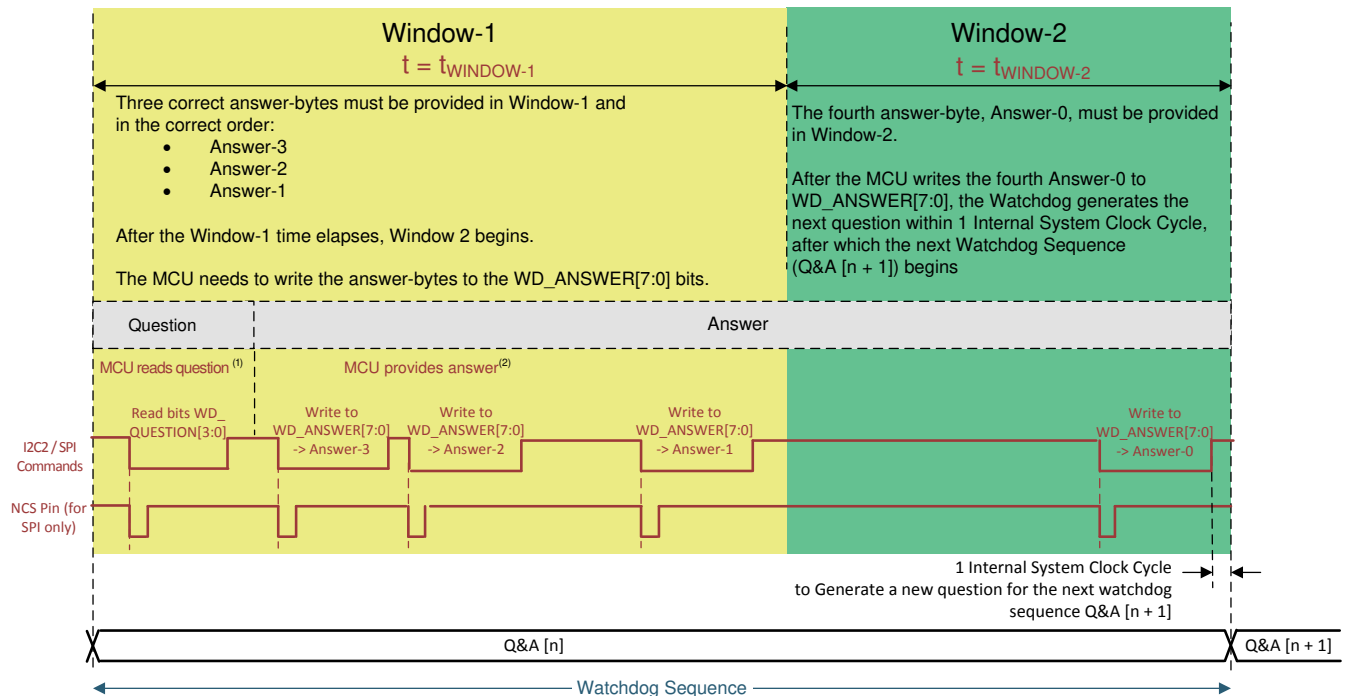 Window-1
t = tWINDOW-1
Three correct answer-bytes must be provided in Window-1 and
in the correct order:
• Answer-3
• Answer-2
• Answer-1
After the Window-1 time elapses, Window 2 begins.
The MCU needs to write the answer-bytes to the WD_ANSWER[7:0] bits.
Window-2
t = tWINDOW-2
The fourth answer-byte, Answer-0, must be provided
in Window-2.
After the MCU writes the fourth Answer-0 to
WD_ANSWER[7:0], the Watchdog generates the
next question within 1 Internal System Clock Cycle,
after which the next Watchdog Sequence
(Q&A [n + 1]) begins
Question
Answer
MCU reads question (1)
MCU provides answer(2)
I2C2 / SPI
Commands
Read bits WD_
QUESTION[3:0]
Write to
WD_ANSWER[7:0]
-> Answer-3
Write to
WD_ANSWER[7:0]
-> Answer-2
Write to
WD_ANSWER[7:0]
-> Answer-1
Write to
WD_ANSWER[7:0]
-> Answer-0
NCS Pin (for
SPI only)
1 Internal System Clock Cycle
to Generate a new question for the next watchdog
sequence Q&A [n + 1]
Q&A [n]
Q&A [n + 1]
Watchdog Sequence